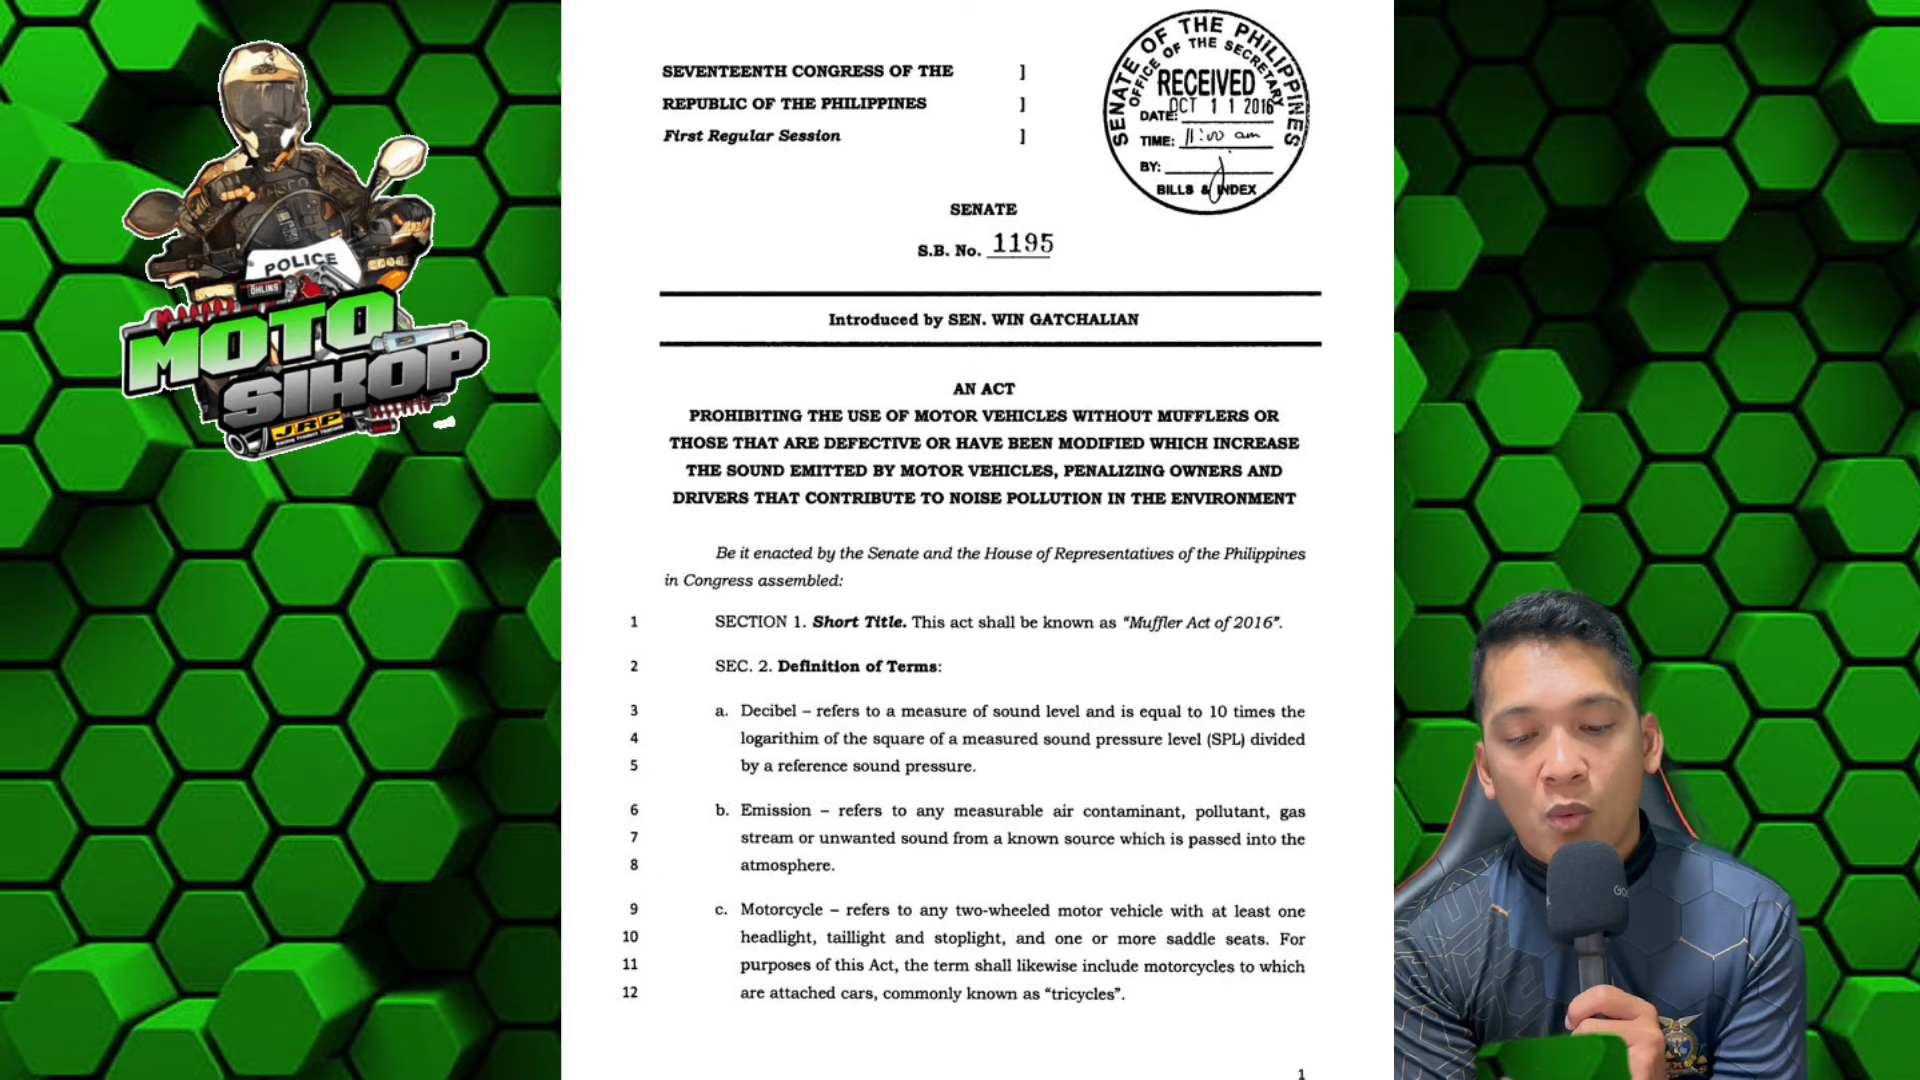 SEVENTEENTH CONGRESS OF THE ]
REPUBLIC OF THE PHILIPPINES ]
First Regular Session ]
SENATE OF THE PHILIPPINES
OFFICE OF THE SECRETARY
RECEIVED
DATE: OCT 11 2016
TIME: 11:00 am
BY:
BILLS & INDEX
SENATE
S.B. No. 1195
Introduced by SEN. WIN GATCHALIAN
AN ACT
PROHIBITING THE USE OF MOTOR VEHICLES WITHOUT MUFFLERS OR
THOSE THAT ARE DEFECTIVE OR HAVE BEEN MODIFIED WHICH INCREASE
THE SOUND EMITTED BY MOTOR VEHICLES, PENALIZING OWNERS AND
DRIVERS THAT CONTRIBUTE TO NOISE POLLUTION IN THE ENVIRONMENT
Be it enacted by the Senate and the House of Representatives of the Philippines
in Congress assembled:
1 SECTION 1. Short Title. This act shall be known as "Muffler Act of 2016".
2 SEC. 2. Definition of Terms:
3 a. Decibel – refers to a measure of sound level and is equal to 10 times the
4 logarithim of the square of a measured sound pressure level (SPL) divided
5 by a reference sound pressure.
6 b. Emission – refers to any measurable air contaminant, pollutant, gas
7 stream or unwanted sound from a known source which is passed into the
8 atmosphere.
9 c. Motorcycle – refers to any two-wheeled motor vehicle with at least one
10 headlight, taillight and stoplight, and one or more saddle seats. For
11 purposes of this Act, the term shall likewise include motorcycles to which
12 are attached cars, commonly known as "tricycles".
1
POLICE
OHLINS
MOTO
SIKOP
JRP